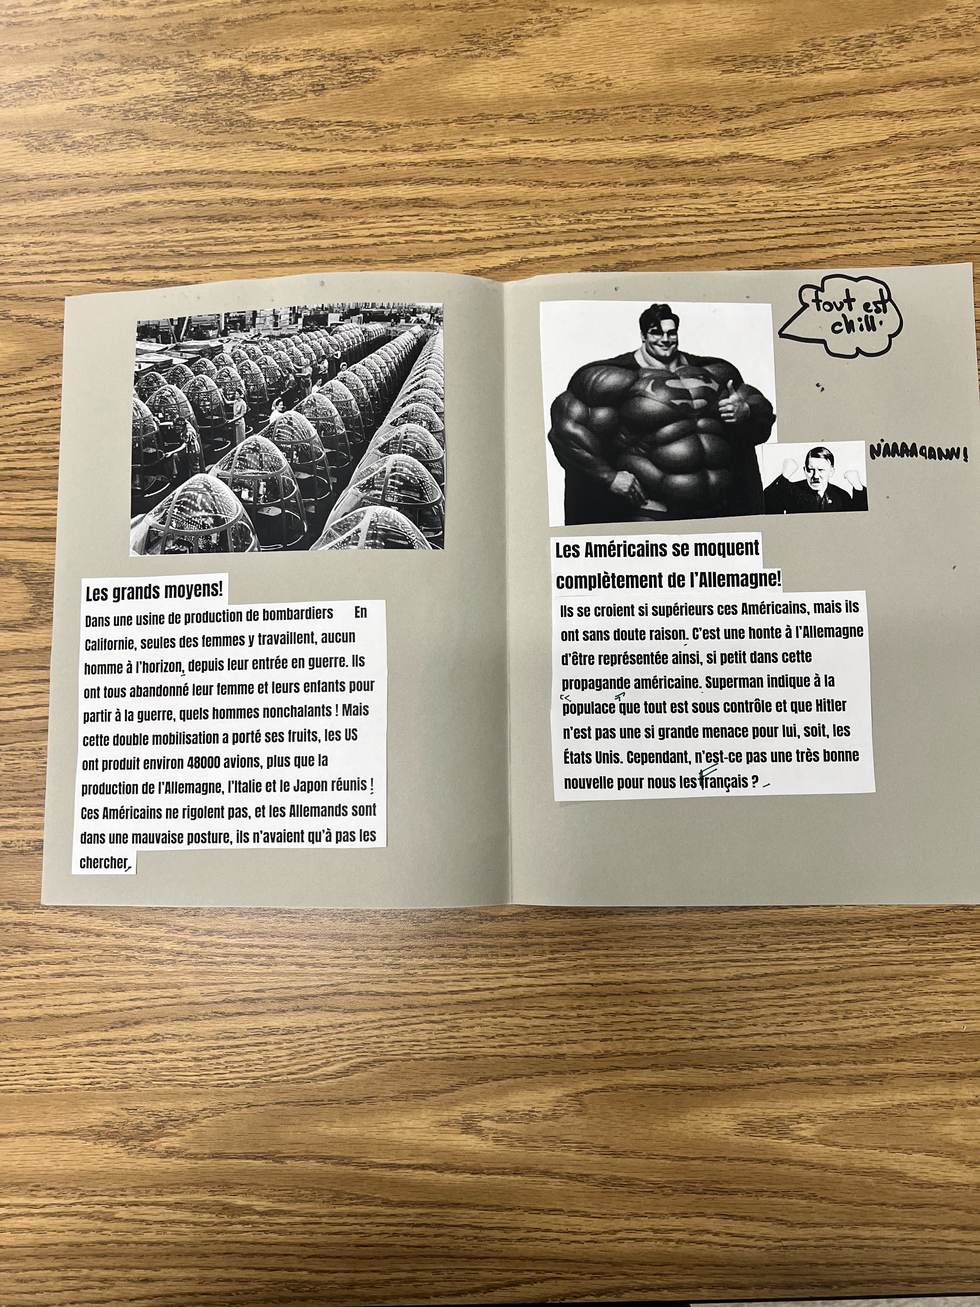 Les grands moyens!
Dans une usine de production de bombardiers En
Californie, seules des femmes y travaillent, aucun
homme à l'horizon, depuis leur entrée en guerre. Ils
ont tous abandonné leur femme et leurs enfants pour
partir à la guerre, quels hommes nonchalants ! Mais
cette double mobilisation a porté ses fruits, les US
ont produit environ 48000 avions, plus que la
production de l'Allemagne, l'Italie et le Japon réunis !
Ces Américains ne rigolent pas, et les Allemands sont
dans une mauvaise posture, ils n'avaient qu'à pas les
chercher,
tout est
chill.
NAAAAGANN!
Les Américains se moquent
complètement de l'Allemagne!
Ils se croient si supérieurs ces Américains, mais ils
ont sans doute raison. C'est une honte à l'Allemagne
d'être représentée ainsi, si petit dans cette
propagande américaine. Superman indique à la
populace que tout est sous contrôle et que Hitler
n'est pas une si grande menace pour lui, soit, les
États Unis. Cependant, n'est-ce pas une très bonne
nouvelle pour nous les français ?